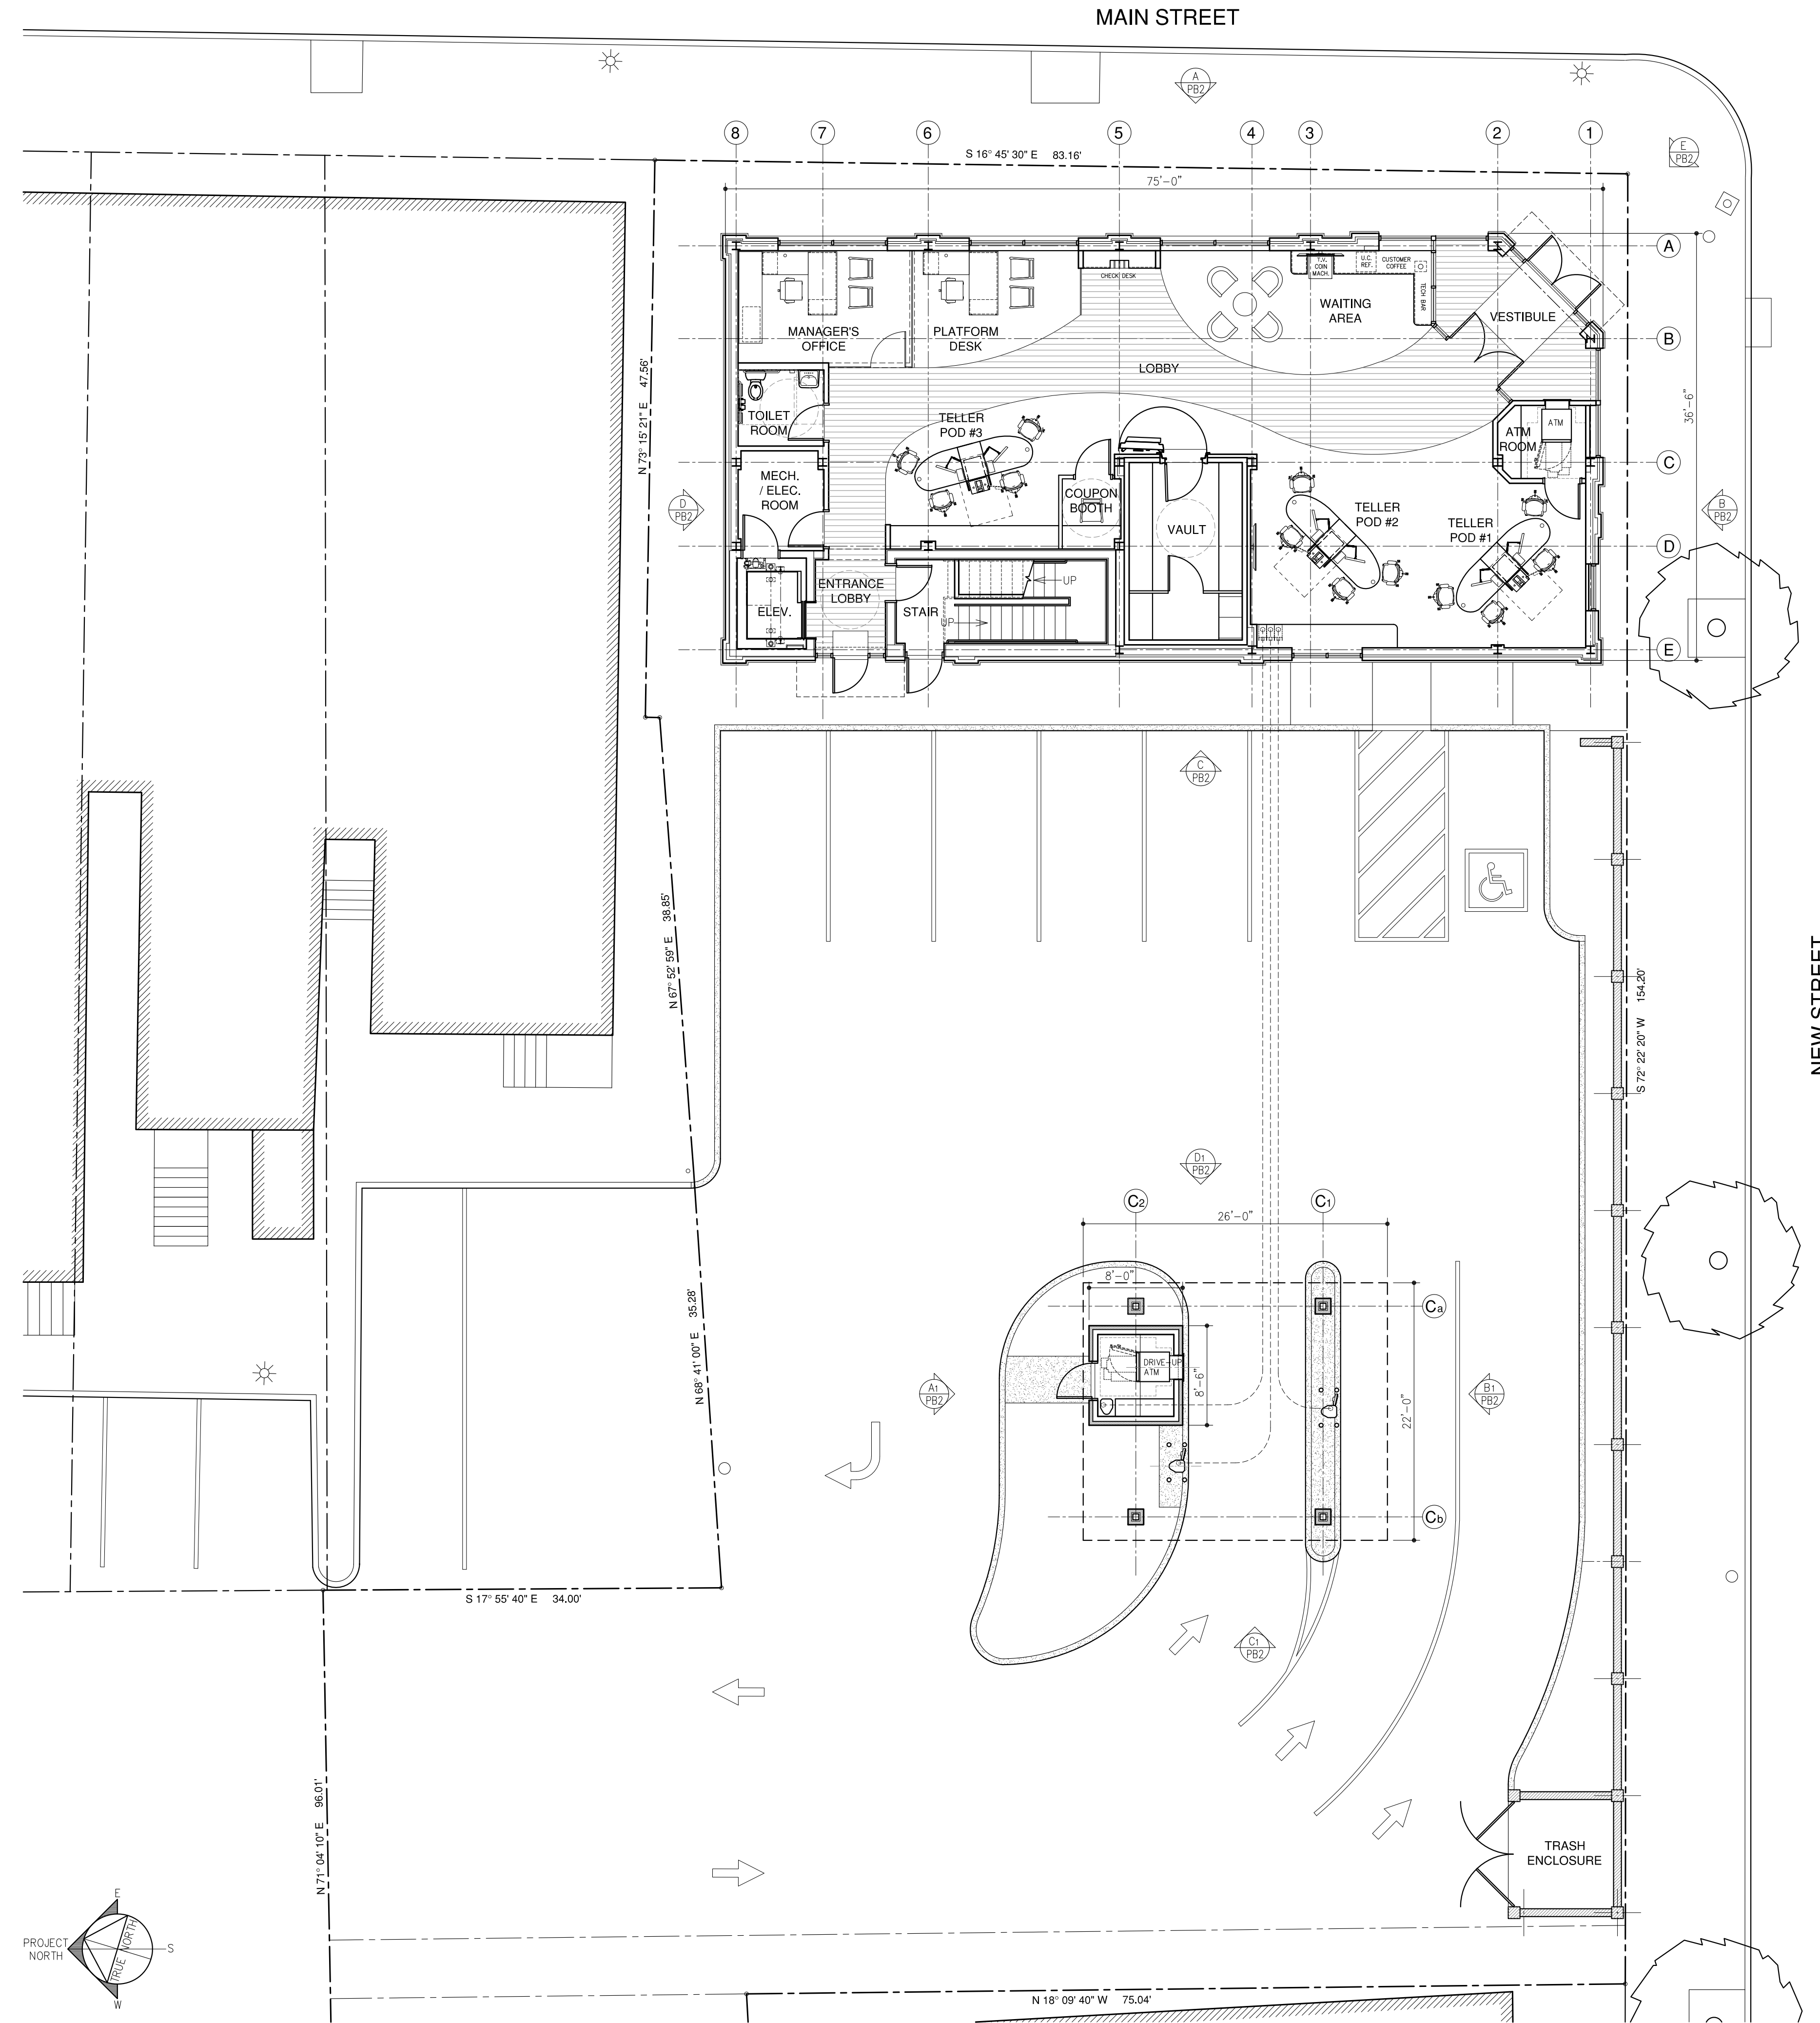 MAIN STREET
A
PB2
E
PB2
8
7
6
5
4
3
2
1
S 16° 45' 30" E 83.16'
75'-0"
A
B
C
D
E
36'-6"
N 73° 15' 21" E 47.56'
MANAGER'S
OFFICE
PLATFORM
DESK
CHECK DESK
T.V.
COIN
MACH.
U.C.
REF.
CUSTOMER
COFFEE
TECH BAR
WAITING
AREA
VESTIBULE
LOBBY
TOILET
ROOM
TELLER
POD #3
ATM
ATM
ROOM
MECH.
/ ELEC.
ROOM
COUPON
BOOTH
VAULT
TELLER
POD #2
TELLER
POD #1
D
PB2
B
PB2
ENTRANCE
LOBBY
ELEV.
STAIR
UP
UP
C
PB2
N 67° 52' 59" E 38.85'
S 72° 22' 20" W 154.20'
NEW STREET
D1
PB2
C2
C1
26'-0"
8'-0"
Ca
DRIVE-UP
ATM
8'-6"
22'-0"
A1
PB2
B1
PB2
Cb
N 68° 41' 00" E 35.28'
S 17° 55' 40" E 34.00'
C1
PB2
N 71° 04' 10" E 96.01'
TRASH
ENCLOSURE
E
PROJECT
NORTH
TRUE NORTH
S
W
N 18° 09' 40" W 75.04'